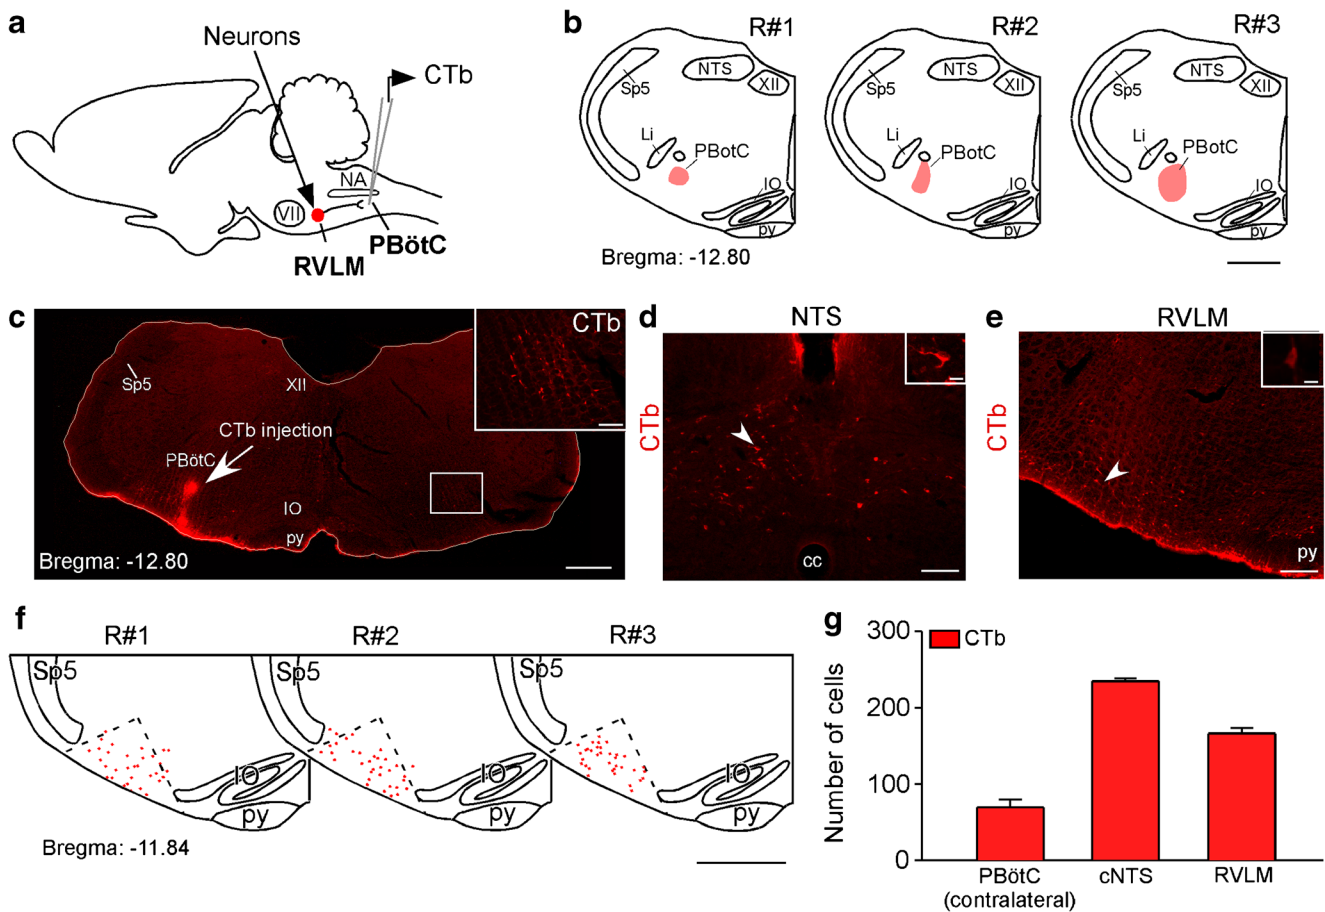 a
Neurons
CTb
NA
VII
PBötC
RVLM
b
R#1
R#2
R#3
NTS
Sp5
XII
Li
PBotC
IO
py
NTS
Sp5
XII
Li
PBotC
IO
py
NTS
Sp5
XII
Li
PBotC
IO
py
Bregma: -12.80
c
CTb
Sp5
XII
CTb injection
PBötC
IO
py
Bregma: -12.80
d
NTS
CTb
cc
e
RVLM
CTb
py
f
R#1
R#2
R#3
Sp5
Sp5
Sp5
IO
IO
IO
py
py
py
Bregma: -11.84
g
300
CTb
200
100
0
Number of cells
PBötC
(contralateral)
cNTS
RVLM